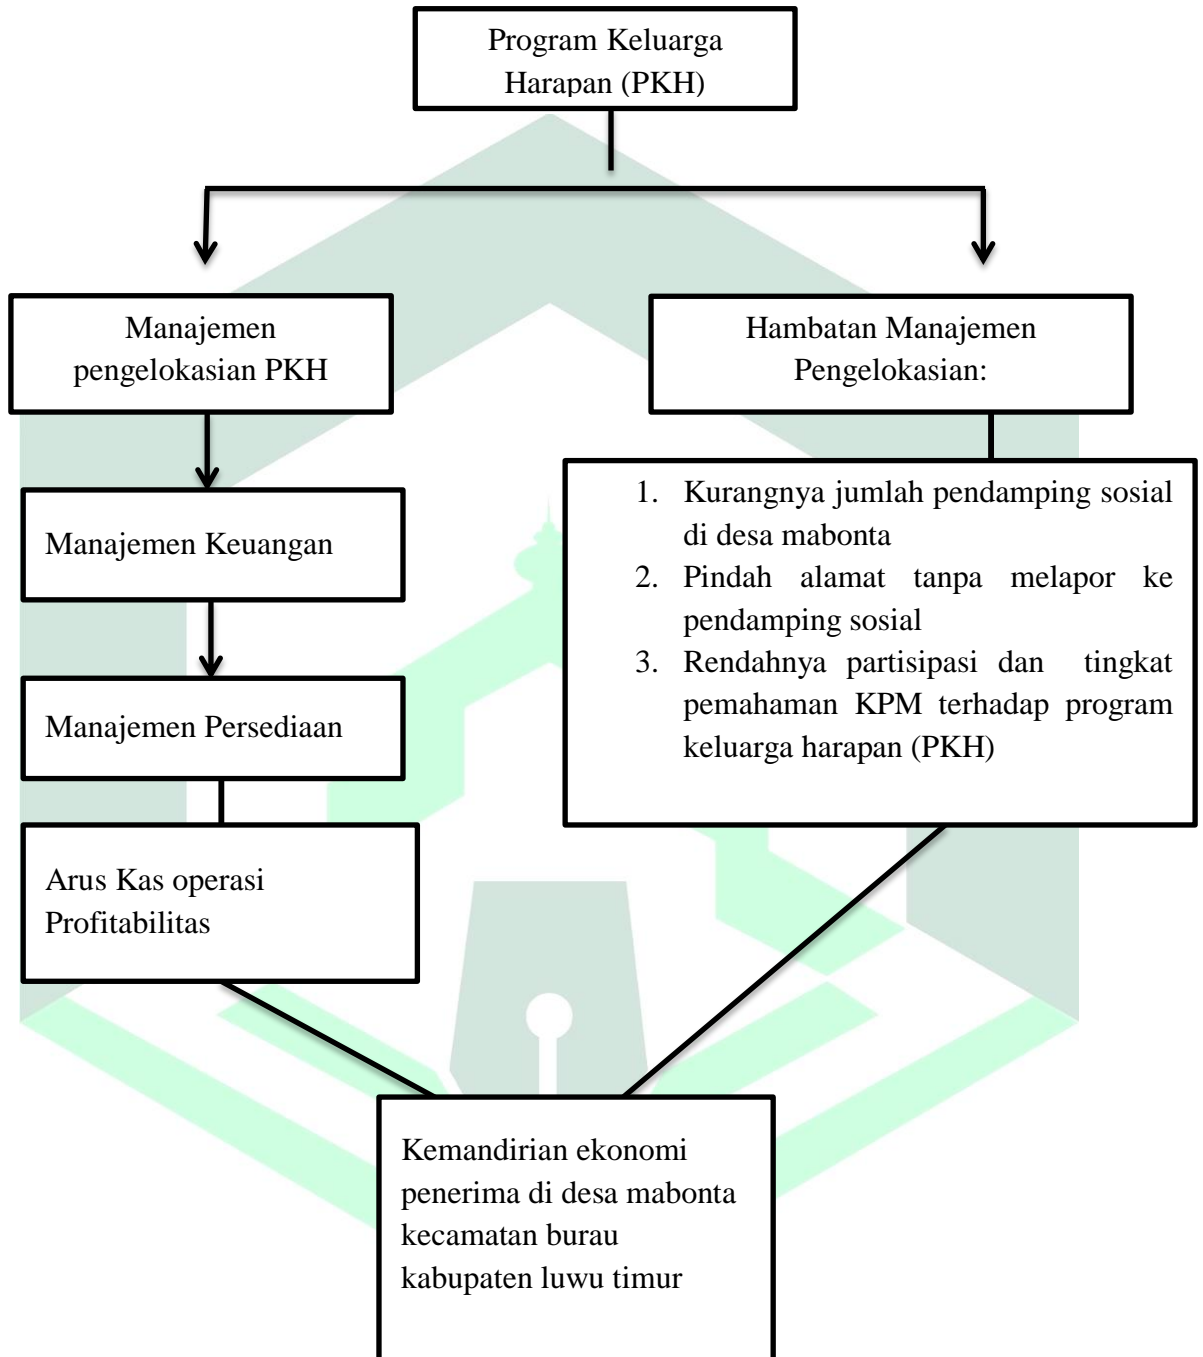 Program Keluarga
Harapan (PKH)
Manajemen
pengelokasian PKH
Hambatan Manajemen
Pengelokasian:
Manajemen Keuangan
Manajemen Persediaan
Arus Kas operasi
Profitabilitas
1. Kurangnya jumlah pendamping sosial
di desa mabonta
2. Pindah alamat tanpa melapor ke
pendamping sosial
3. Rendahnya partisipasi dan tingkat
pemahaman KPM terhadap program
keluarga harapan (PKH)
Kemandirian ekonomi
penerima di desa mabonta
kecamatan burau
kabupaten luwu timur